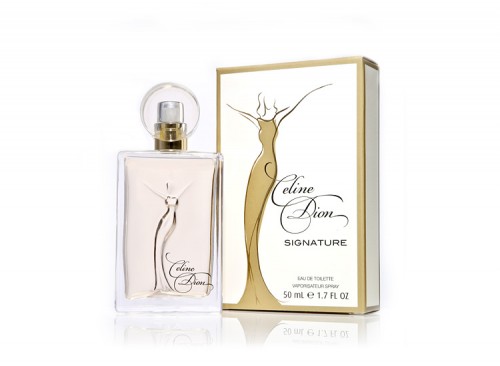 Celine
Dion
Celine
Dion
SIGNATURE
EAU DE TOILETTE
VAPORISATEUR SPRAY
50 mL ℮ 1.7 FL OZ